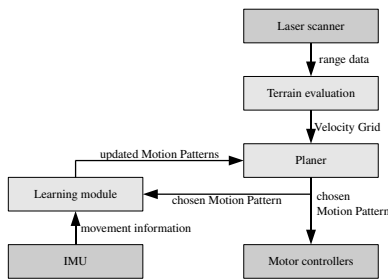 Laser scanner
range data
Terrain evaluation
Velocity Grid
updated Motion Patterns
Planer
Learning module
chosen Motion Pattern
chosen
Motion Pattern
movement information
IMU
Motor controllers